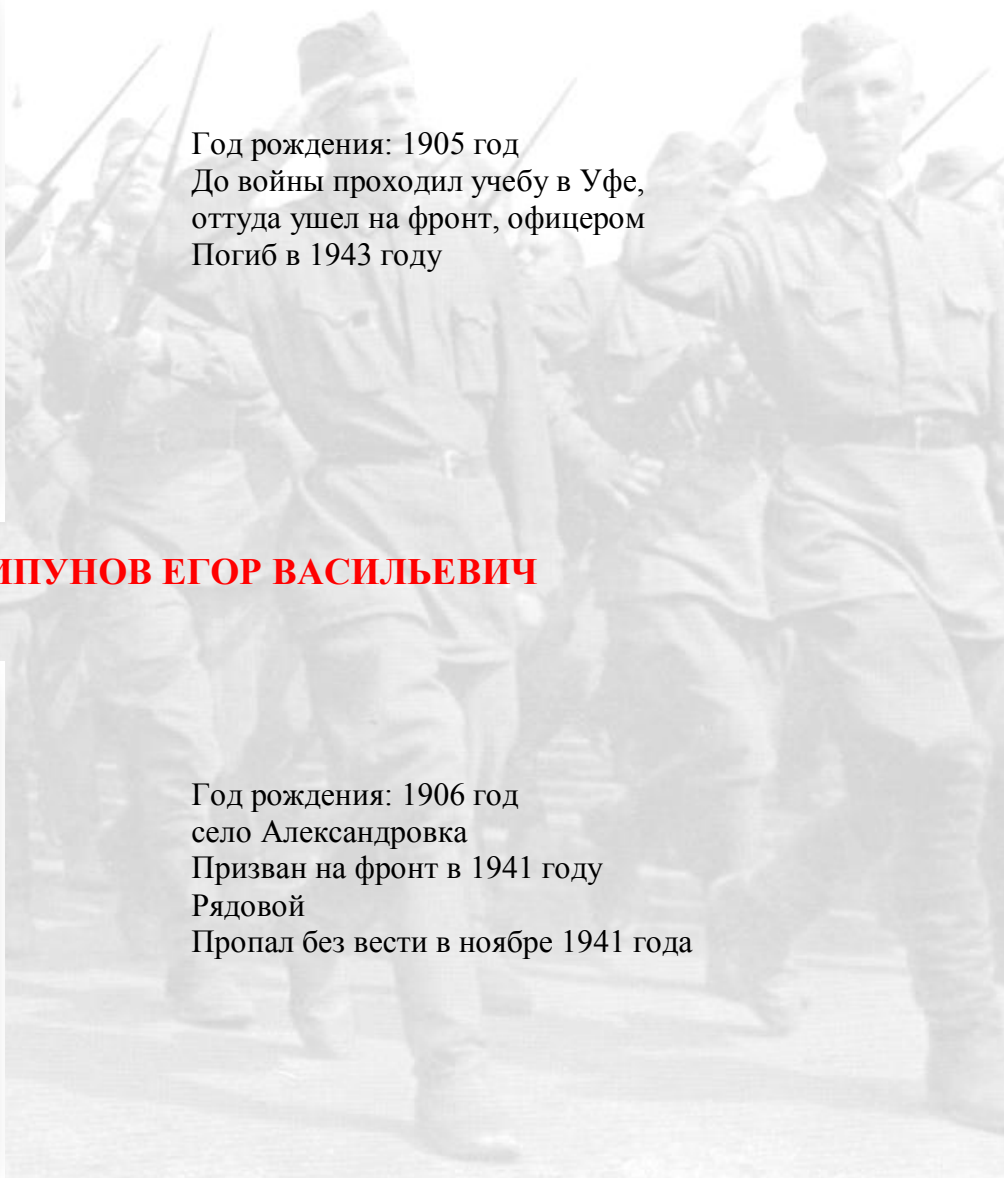 Год рождения: 1905 год
До войны проходил учебу в Уфе,
оттуда ушел на фронт, офицером
Погиб в 1943 году
ЕГОР ВАСИЛЬЕВИЧ
Год рождения: 1906 год
село Александровка
Призван на фронт в 1941 году
Рядовой
Пропал без вести в ноябре 1941 года